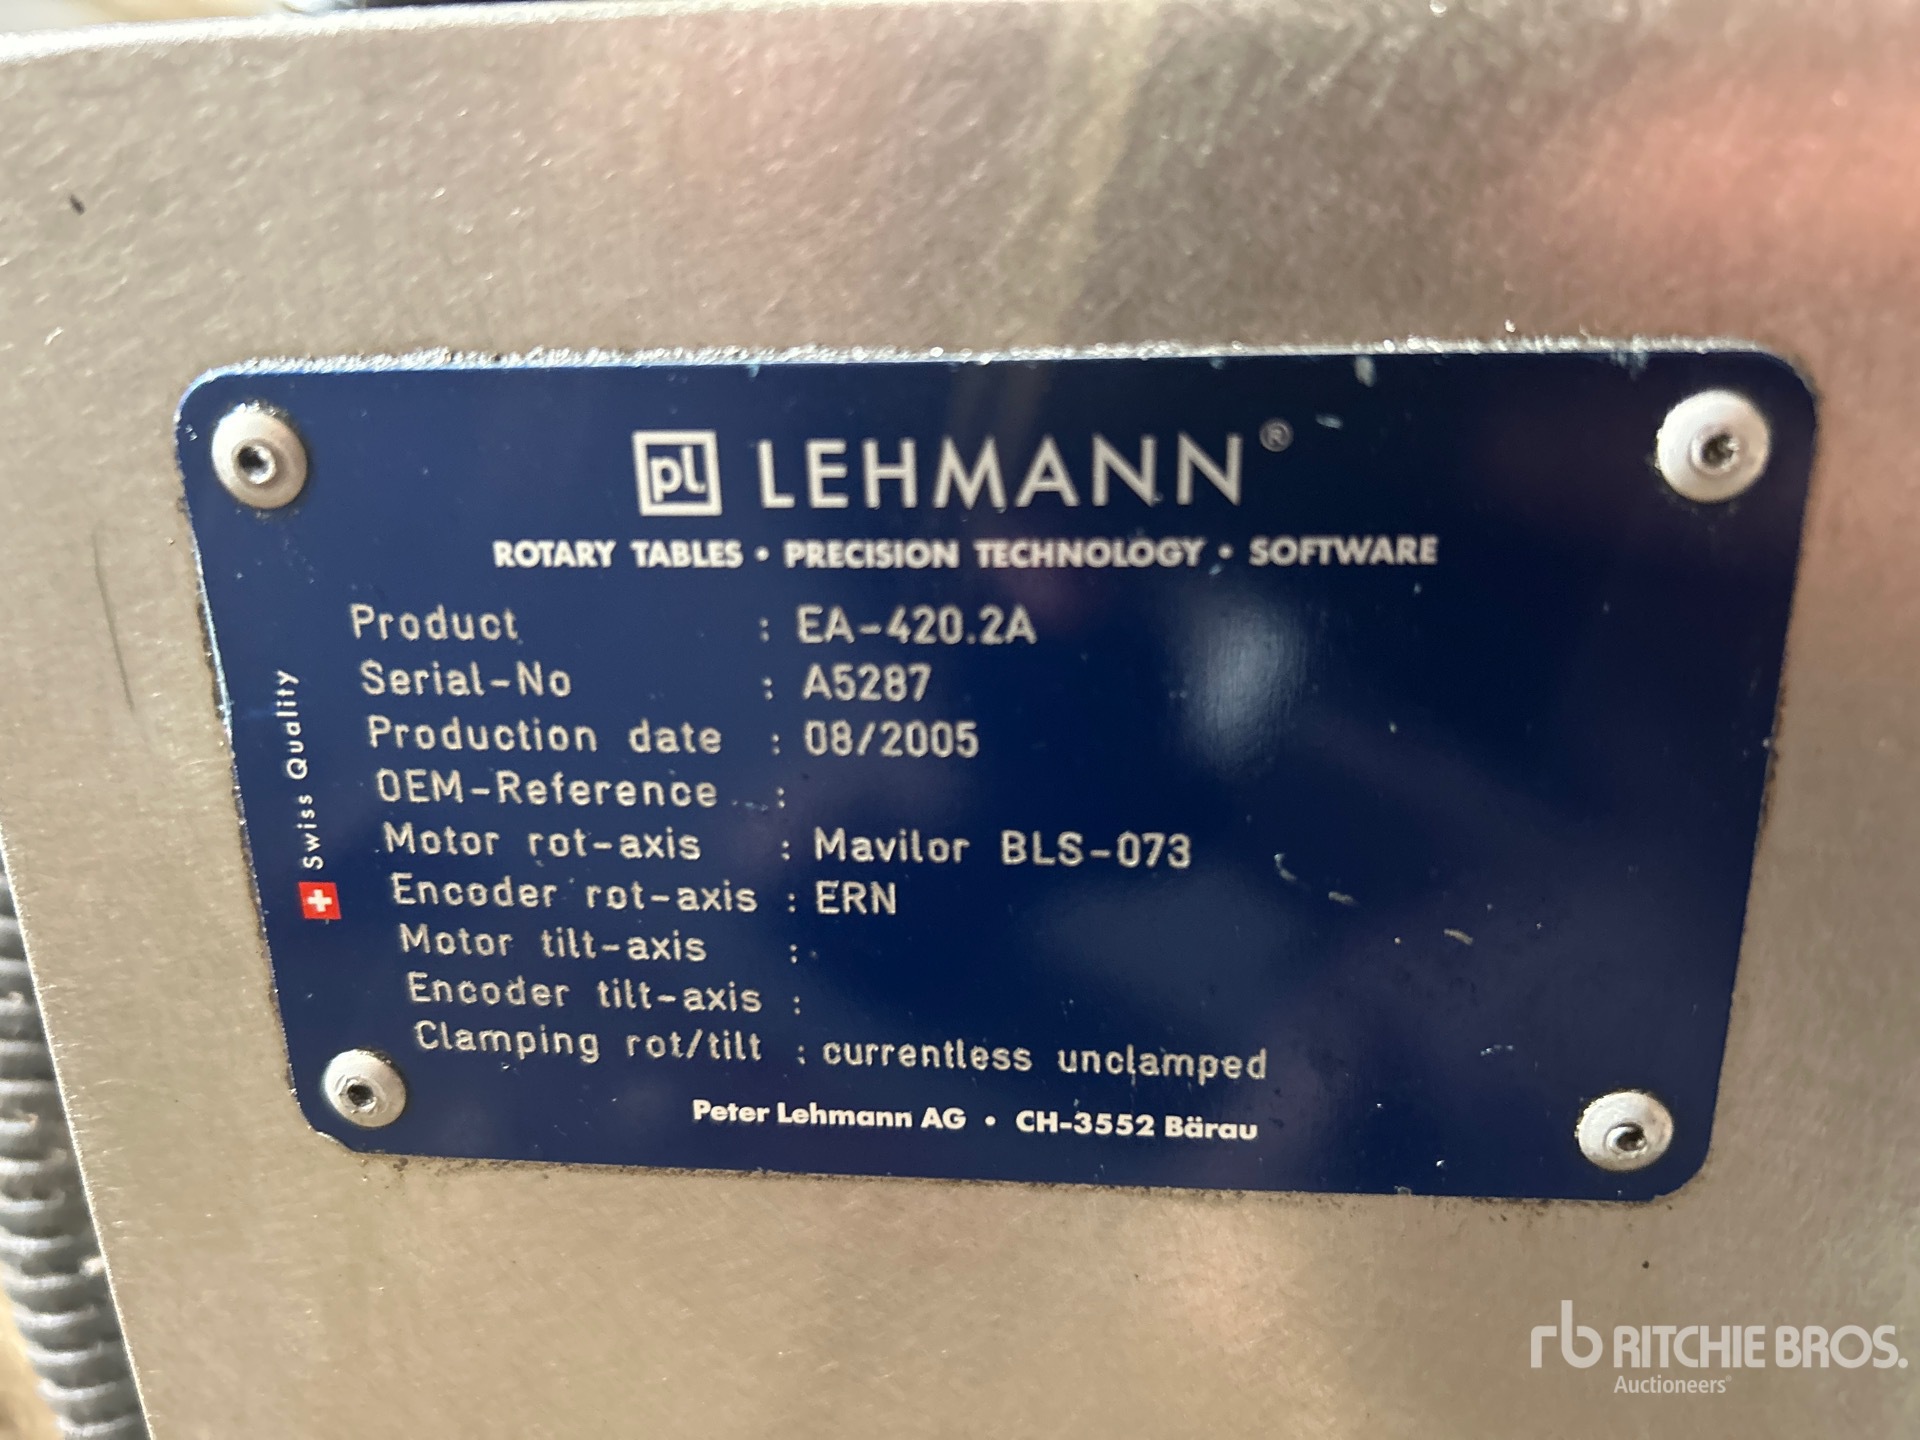 pl LEHMANN®
ROTARY TABLES • PRECISION TECHNOLOGY • SOFTWARE
Product : EA-420.2A
Serial-No : A5287
Production date : 08/2005
OEM-Reference :
Motor rot-axis : Mavilor BLS-073
Encoder rot-axis : ERN
Motor tilt-axis :
Encoder tilt-axis :
Clamping rot/tilt : currentless unclamped
Peter Lehmann AG • CH-3552 Bärau
Swiss Quality
rb RITCHIE BROS.
Auctioneers